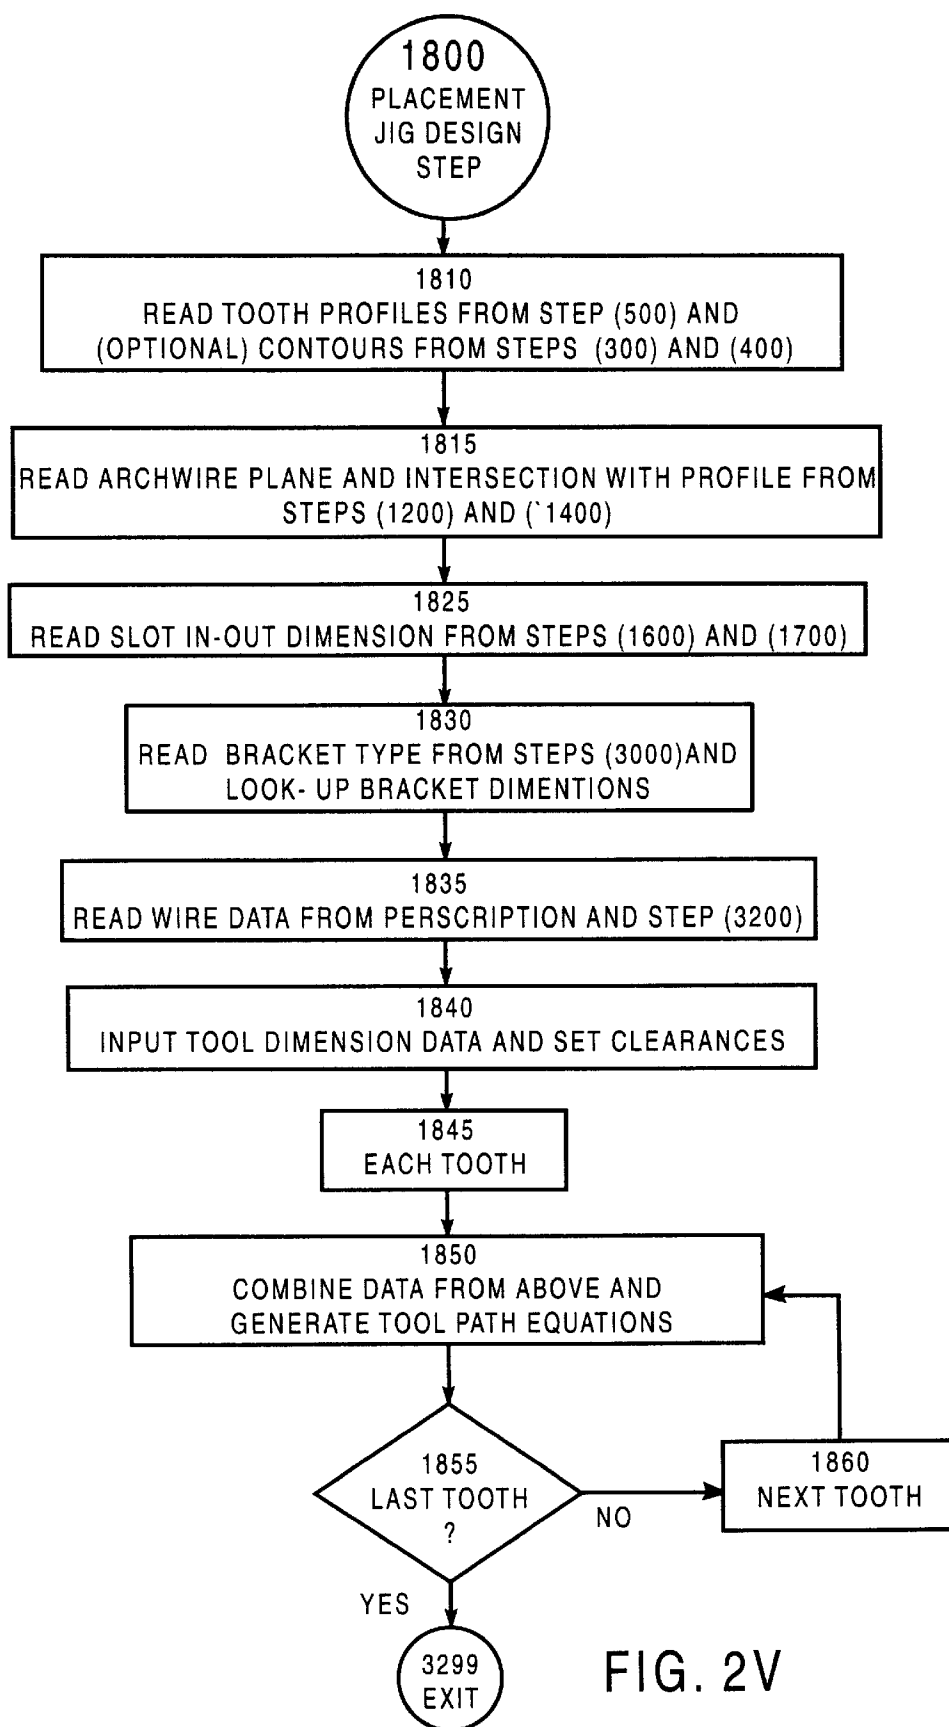 1800
PLACEMENT
JIG DESIGN
STEP
1810
READ TOOTH PROFILES FROM STEP (500) AND
(OPTIONAL) CONTOURS FROM STEPS (300) AND (400)
1815
READ ARCHWIRE PLANE AND INTERSECTION WITH PROFILE FROM
STEPS (1200) AND (`1400)
1825
READ SLOT IN-OUT DIMENSION FROM STEPS (1600) AND (1700)
1830
READ BRACKET TYPE FROM STEPS (3000)AND
LOOK- UP BRACKET DIMENTIONS
1835
READ WIRE DATA FROM PERSCRIPTION AND STEP (3200)
1840
INPUT TOOL DIMENSION DATA AND SET CLEARANCES
1845
EACH TOOTH
1850
COMBINE DATA FROM ABOVE AND
GENERATE TOOL PATH EQUATIONS
1855
LAST TOOTH
?
NO
1860
NEXT TOOTH
YES
3299
EXIT
FIG. 2V